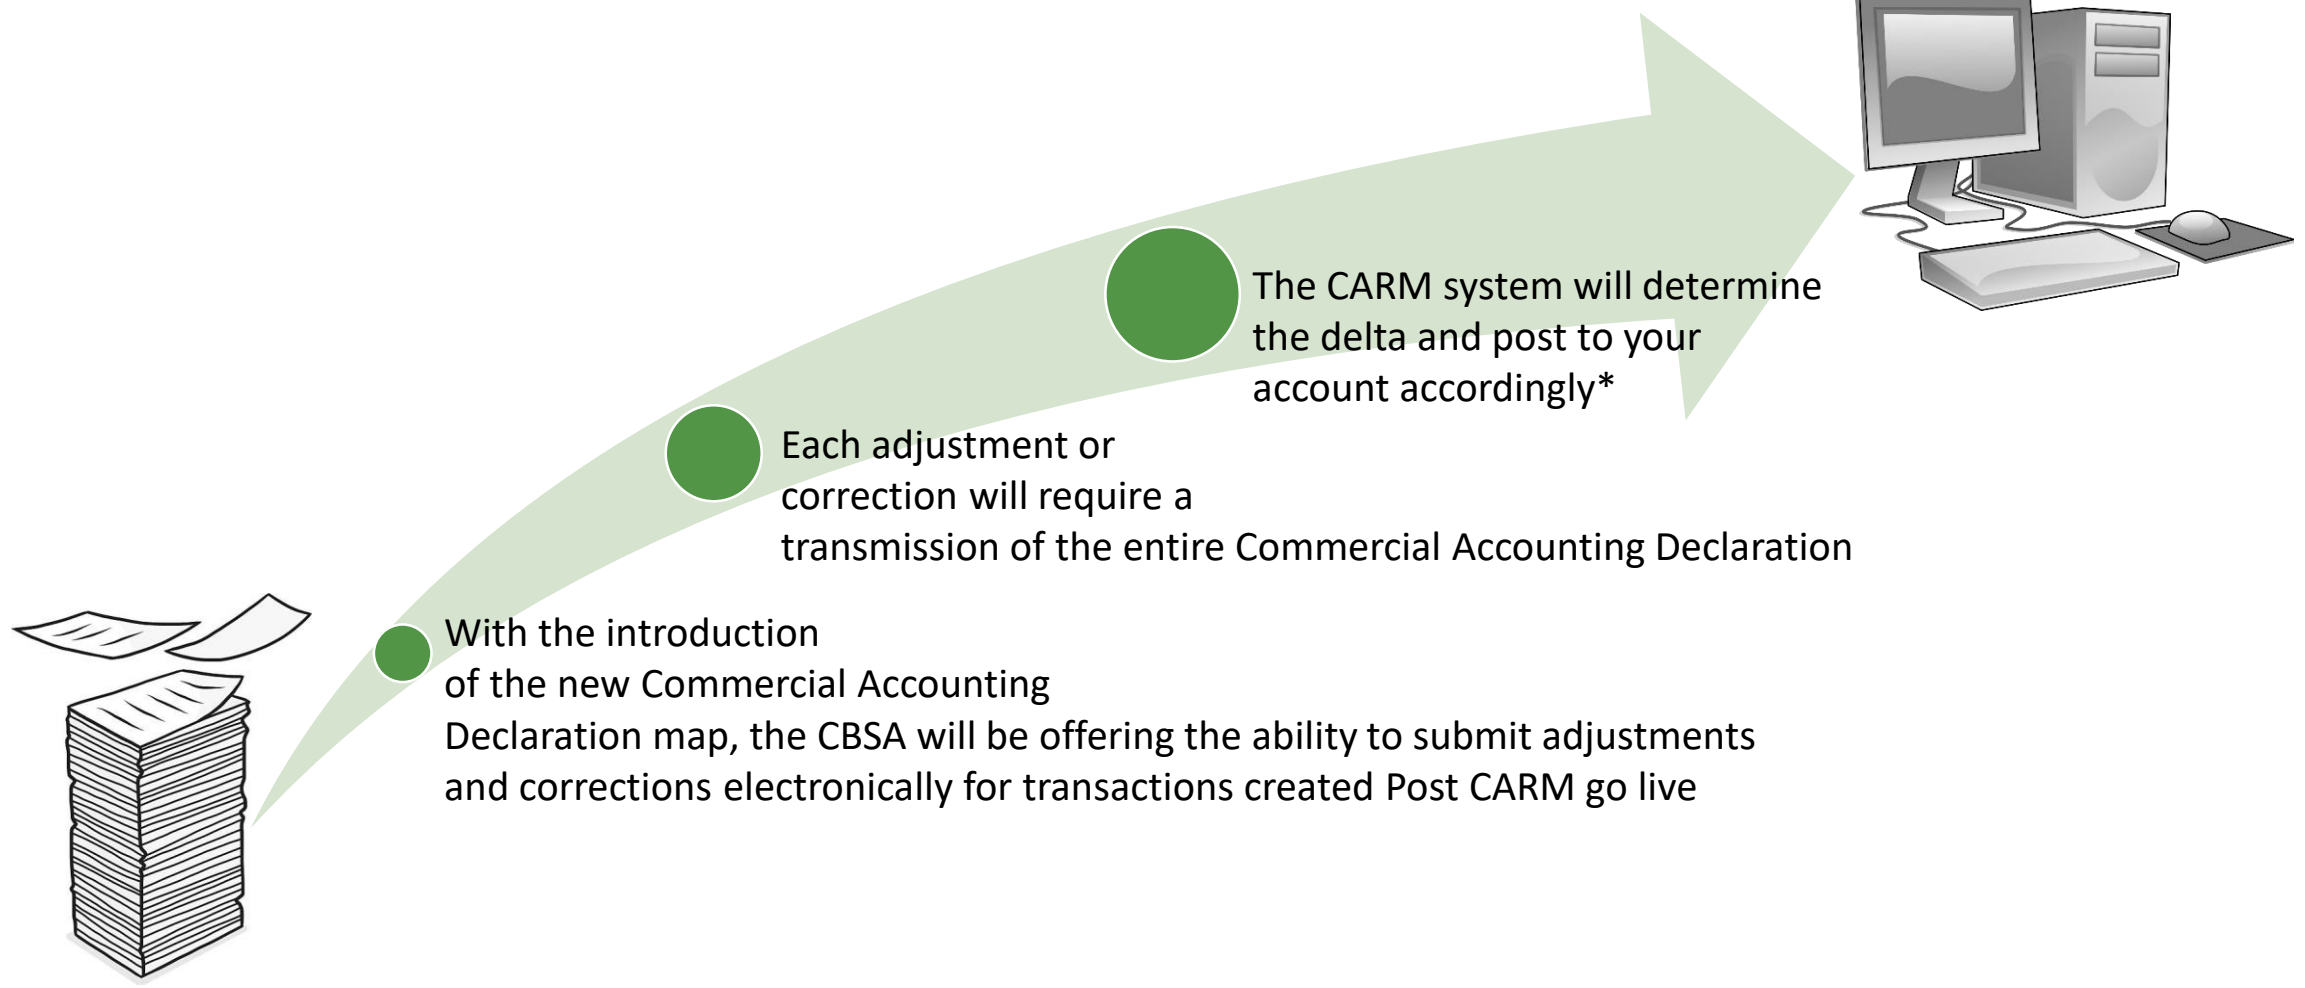 The CARM system will determine
the delta and post to your
account accordingly*
Each adjustment or
correction will require a
transmission of the entire Commercial Accounting Declaration
With the introduction
of the new Commercial Accounting
Declaration map, the CBSA will be offering the ability to submit adjustments
and corrections electronically for transactions created Post CARM go live